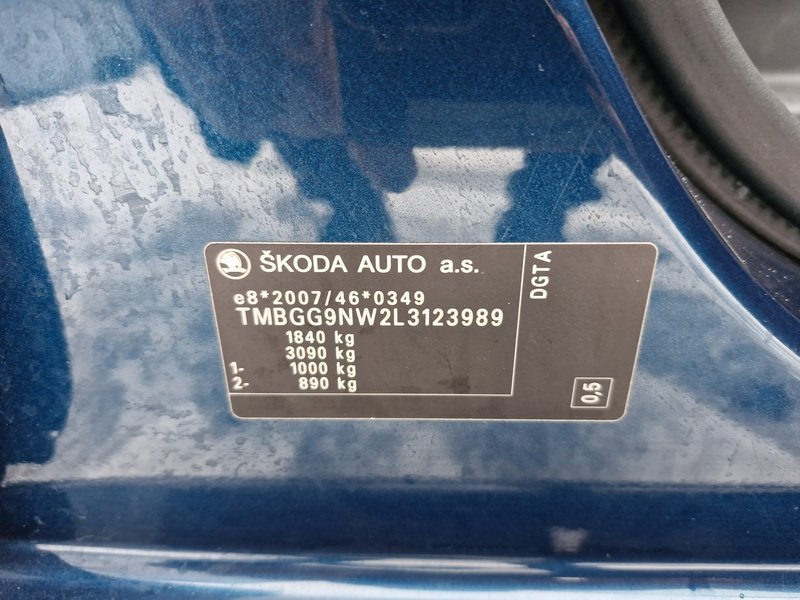 ŠKODA AUTO a.s.
e8*2007/46*0349
TMBGG9NW2L3123989
1840 kg
3090 kg
1- 1000 kg
2- 890 kg
DGTA
0,5